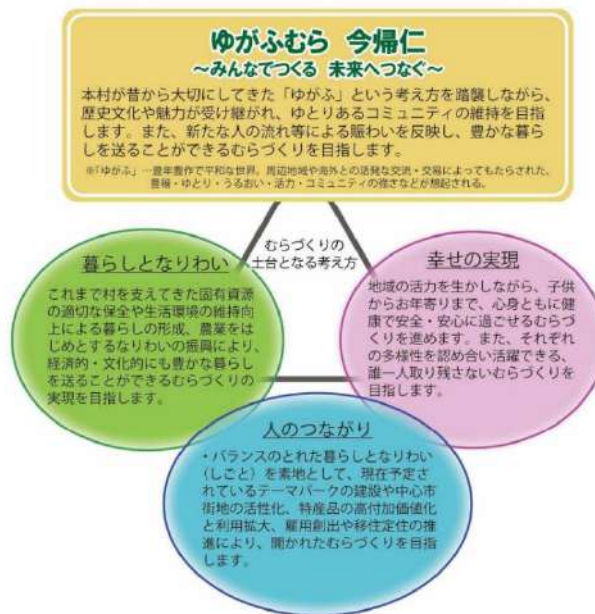 ゆがふむら 今帰仁
～みんなでつくる 未来へつなぐ～
本村が昔から大切にしてきた「ゆがふ」という考え方を踏襲しながら、
歴史文化や魅力が受け継がれ、ゆとりあるコミュニティの維持を目指
します。また、新たな人の流れ等による賑わいを反映し、豊かな暮ら
しを送ることができるむらづくりを目指します。
※「ゆがふ」…豊年豊作で平和な世界。周辺地域や海外との活発な交流・交易によってもたらされた、
豊穣・ゆとり・うるおい・活力・コミュニティの強さなどが想起される。
むらづくりの
土台となる考え方
暮らしとなりわい
これまで村を支えてきた固有資源
の適切な保全や生活環境の維持向
上による暮らしの形成、農業をは
じめとするなりわいの振興により、
経済的・文化的にも豊かな暮らし
を送ることができるむらづくりの
実現を目指します。
幸せの実現
地域の活力を生かしながら、子供
からお年寄りまで、心身ともに健
康で安全・安心に過ごせるむらづ
くりを進めます。また、それぞれ
の多様性を認め合い活躍できる、
誰一人取り残さないむらづくりを
目指します。
人のつながり
・バランスのとれた暮らしとなりわい
（しごと）を素地として、現在予定さ
れているテーマパークの建設や中心市
街地の活性化、特産品の高付加価値化
と利用拡大、雇用創出や移住定住の推
進により、開かれたむらづくりを目指
します。